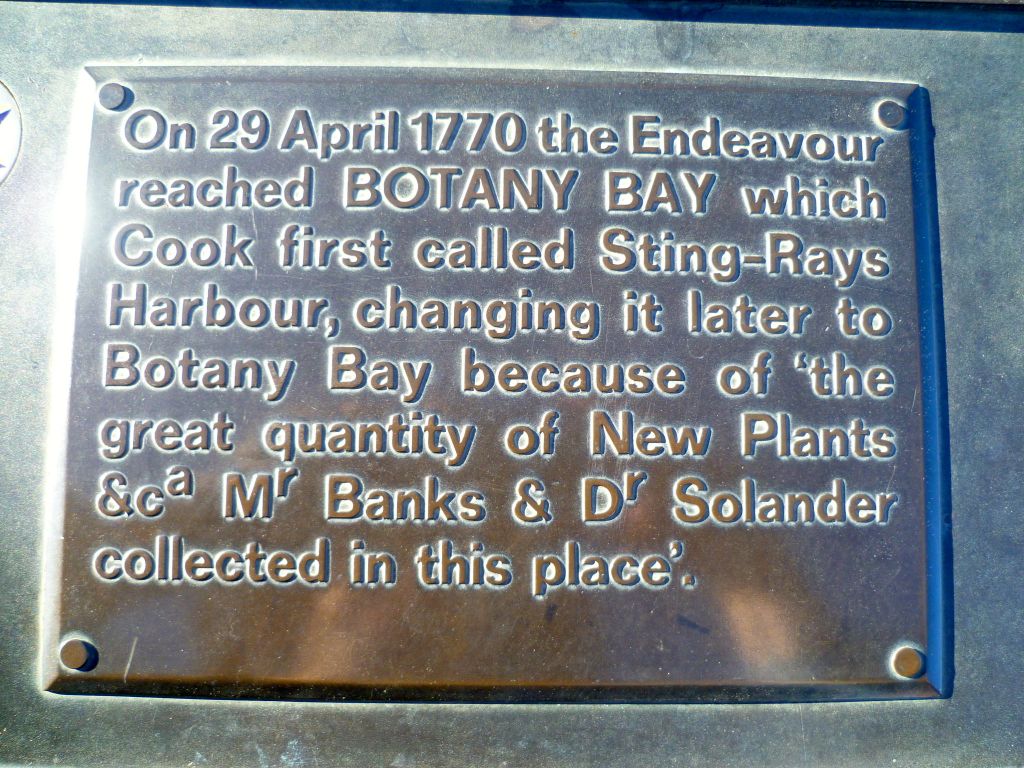 On 29 April 1770 the Endeavour
reached BOTANY BAY which
Cook first called Sting-Rays
Harbour, changing it later to
Botany Bay because of ‘the
great quantity of New Plants
&cᵃ Mʳ Banks & Dʳ Solander
collected in this place’.